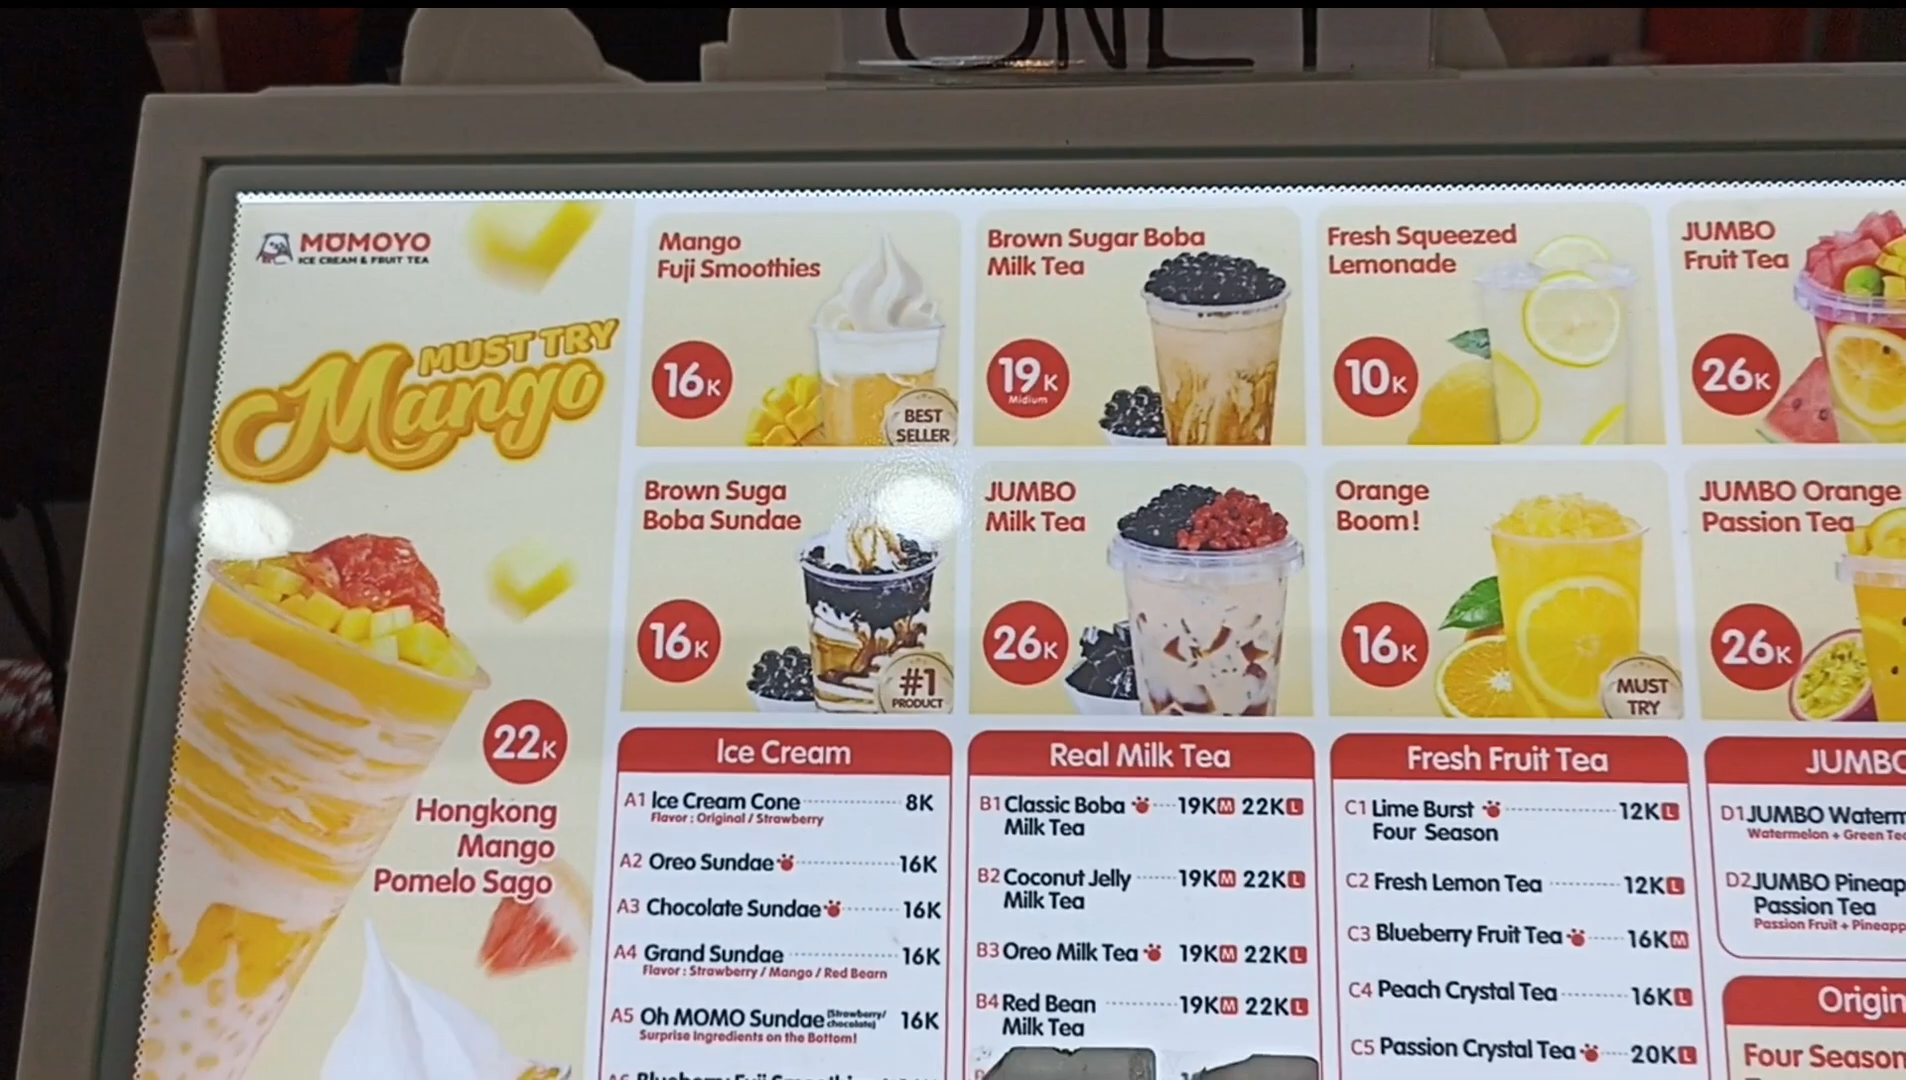 ONLY
MOMOYO
ICE CREAM & FRUIT TEA
MUST TRY
Mango
22K
Hongkong
Mango
Pomelo Sago
Mango
Fuji Smoothies
16K
BEST
SELLER
Brown Sugar Boba
Milk Tea
19K
Midium
Fresh Squeezed
Lemonade
10K
JUMBO
Fruit Tea
26K
Brown Suga
Boba Sundae
16K
#1
PRODUCT
JUMBO
Milk Tea
26K
Orange
Boom!
16K
MUST
TRY
JUMBO Orange
Passion Tea
26K
Ice Cream
A1 Ice Cream Cone 8K
Flavor : Original / Strawberry
A2 Oreo Sundae 16K
A3 Chocolate Sundae 16K
A4 Grand Sundae 16K
Flavor : Strawberry / Mango / Red Bearn
A5 Oh MOMO Sundae (Strawberry/ chocolate) 16K
Surprise Ingredients on the Bottom!
Real Milk Tea
B1 Classic Boba 19K M 22K L
Milk Tea
B2 Coconut Jelly 19K M 22K L
Milk Tea
B3 Oreo Milk Tea 19K M 22K L
B4 Red Bean 19K M 22K L
Milk Tea
Fresh Fruit Tea
C1 Lime Burst 12K L
Four Season
C2 Fresh Lemon Tea 12K L
C3 Blueberry Fruit Tea 16K M
C4 Peach Crystal Tea 16K L
C5 Passion Crystal Tea 20K L
JUMBO
D1 JUMBO Waterm
Watermelon + Green Tea
D2 JUMBO Pineap
Passion Tea
Passion Fruit + Pineapp
Origin
Four Season